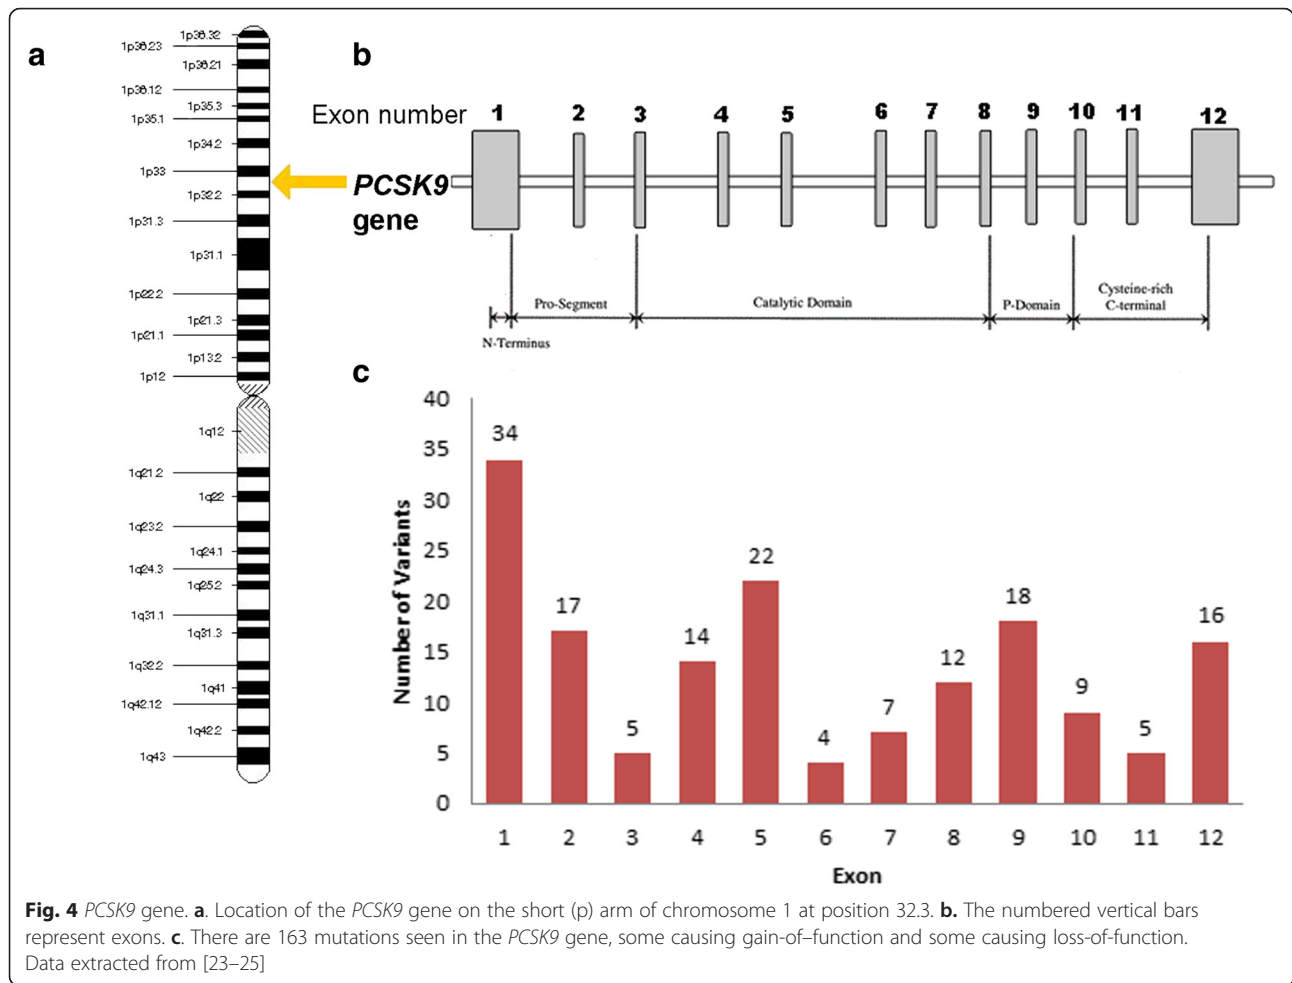 a
1p36.32
1p36.23
1p36.21
1p36.12
1p35.3
1p35.1
1p34.2
1p33
1p32.2
1p31.3
1p31.1
1p22.2
1p21.3
1p21.1
1p13.2
1p12
1q12
1q21.2
1q22
1q23.2
1q24.1
1q24.3
1q25.2
1q31.1
1q31.3
1q32.2
1q41
1q42.12
1q42.2
1q43
b
Exon number 1 2 3 4 5 6 7 8 9 10 11 12
PCSK9
gene
N-Terminus
Pro-Segment
Catalytic Domain
P-Domain
Cysteine-rich
C-terminal
c
Number of Variants
40
35
30
25
20
15
10
5
0
34 17 5 14 22 4 7 12 18 9 5 16
1 2 3 4 5 6 7 8 9 10 11 12
Exon
Fig. 4 PCSK9 gene. a. Location of the PCSK9 gene on the short (p) arm of chromosome 1 at position 32.3. b. The numbered vertical bars
represent exons. c. There are 163 mutations seen in the PCSK9 gene, some causing gain-of–function and some causing loss-of-function.
Data extracted from [23–25]